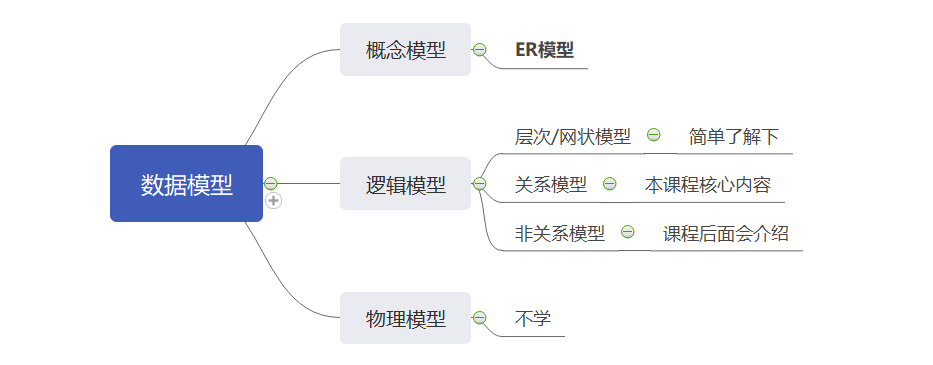 数据模型
概念模型
ER模型
逻辑模型
层次/网状模型
简单了解下
关系模型
本课程核心内容
非关系模型
课程后面会介绍
物理模型
不学